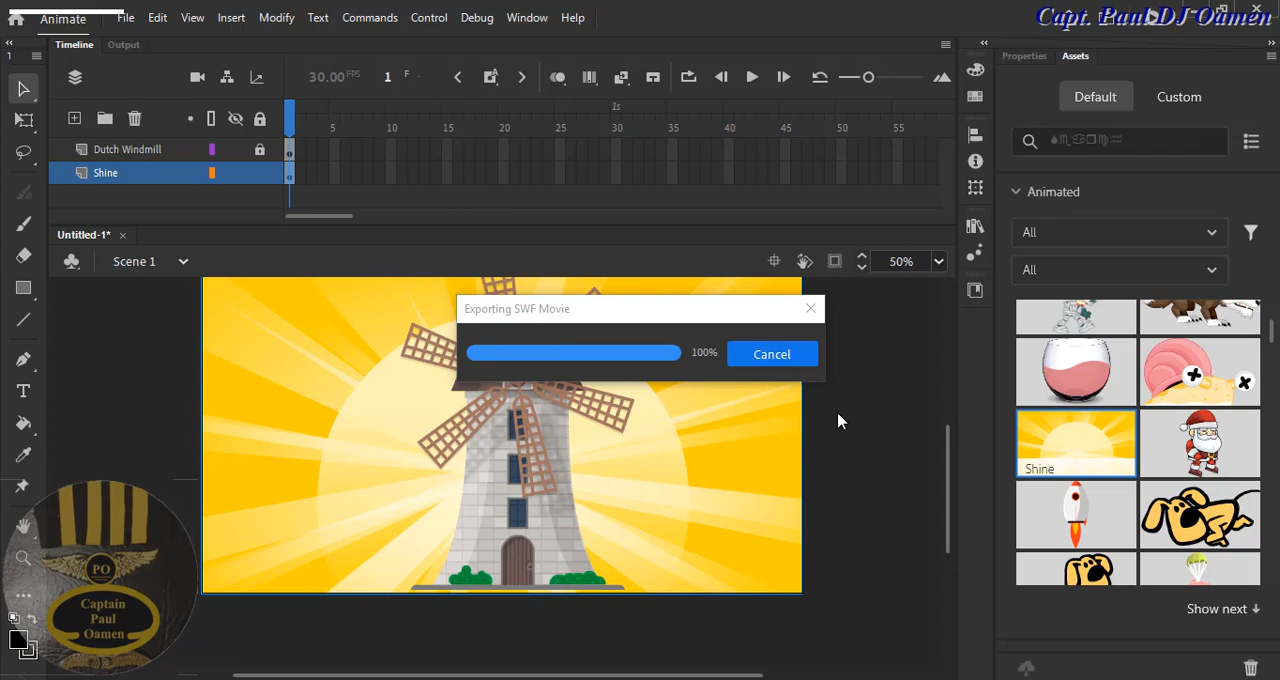 Animate File Edit View Insert Modify Text Commands Control Debug Window Help
Capt. Paul DJ Oamen
Timeline Output
Properties Assets
1
30.00 FPS 1 F
Default Custom
1s
5 10 15 20 25 30 35 40 45 50 55
Dutch Windmill
Shine
Animated
Untitled-1* ×
All
Scene 1
50%
All
Exporting SWF Movie
100% Cancel
Shine
PO
Captain
Paul
Oamen
Show next